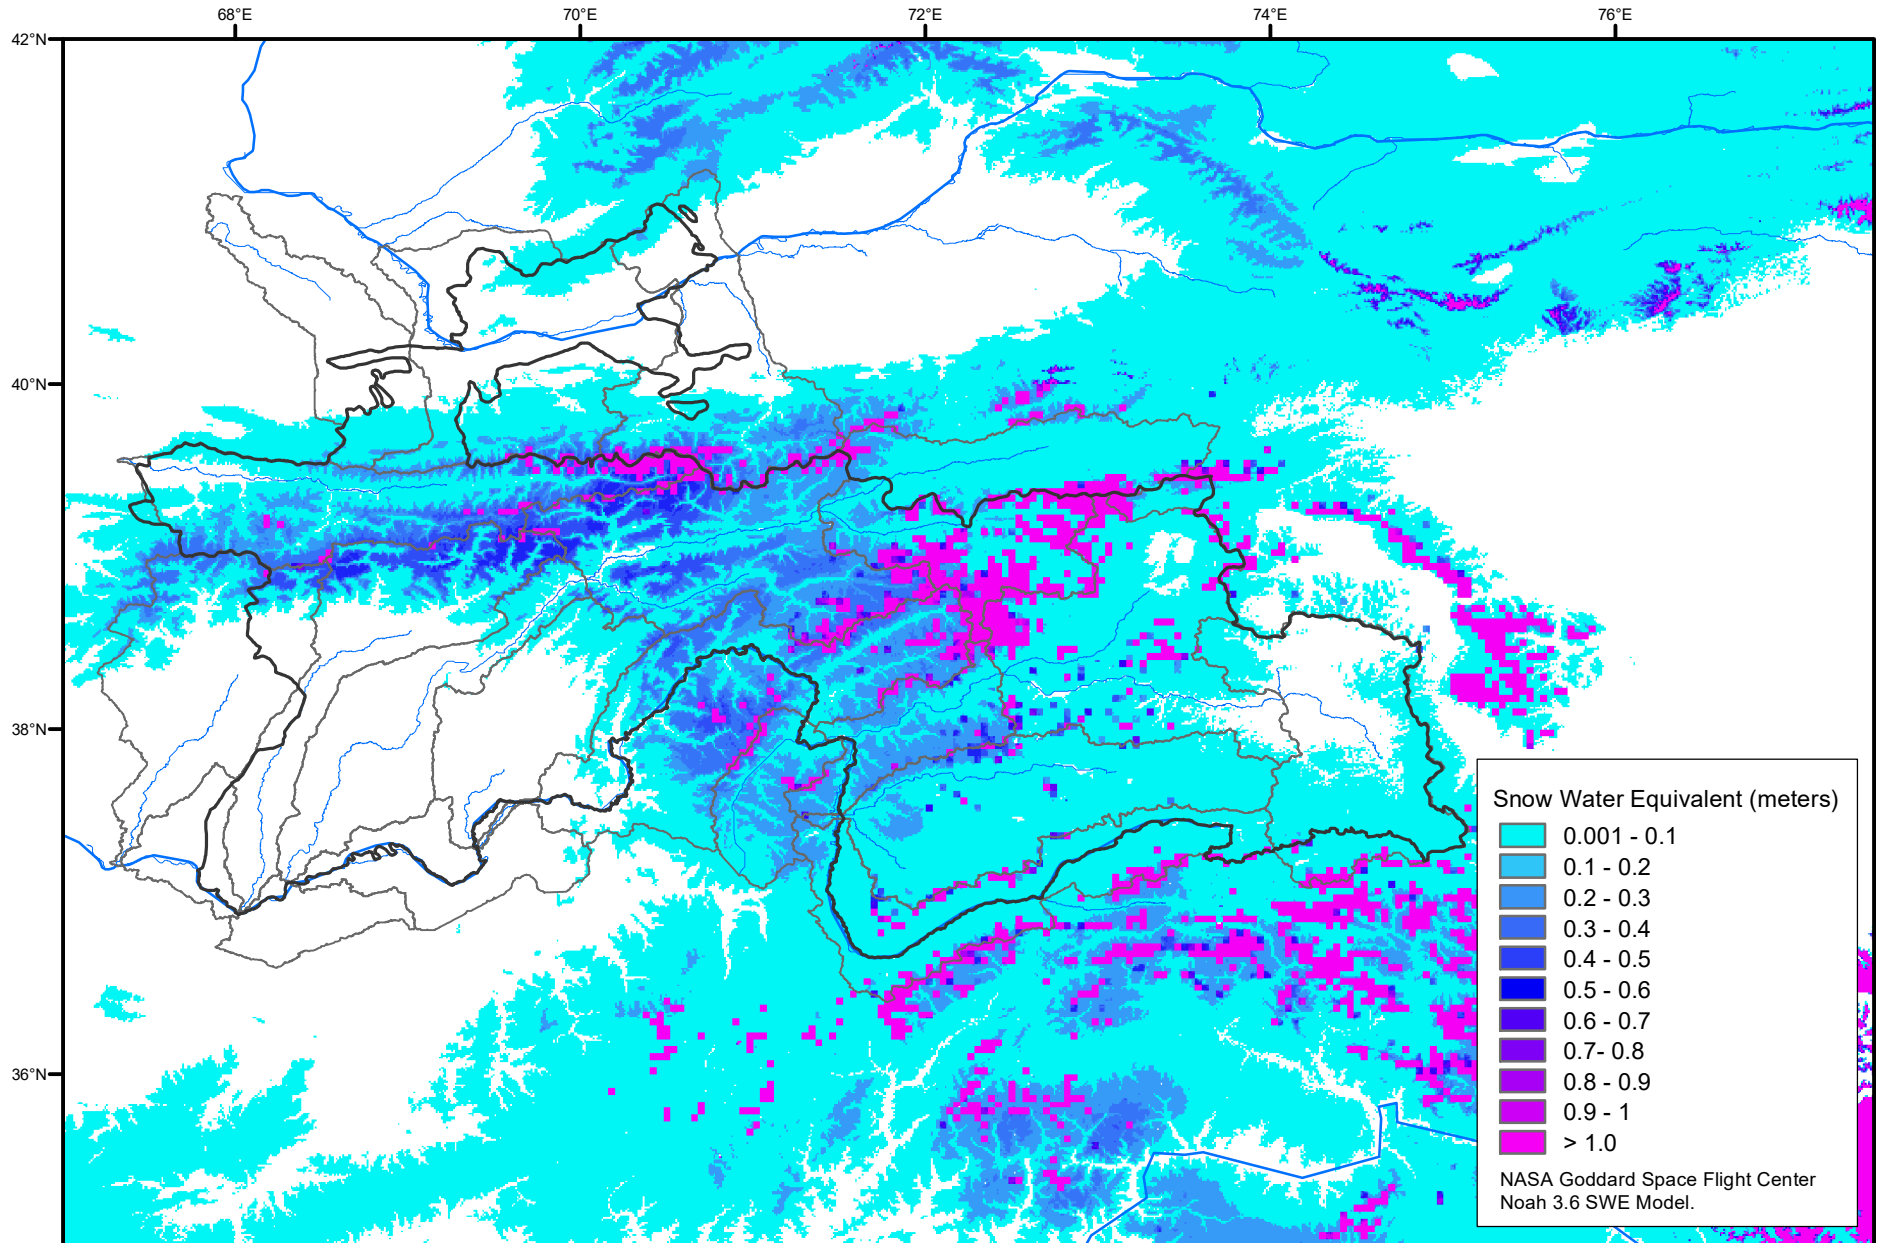 68°E 70°E 72°E 74°E 76°E
42°N
40°N
38°N
36°N
Snow Water Equivalent (meters)
0.001 - 0.1
0.1 - 0.2
0.2 - 0.3
0.3 - 0.4
0.4 - 0.5
0.5 - 0.6
0.6 - 0.7
0.7- 0.8
0.8 - 0.9
0.9 - 1
> 1.0
NASA Goddard Space Flight Center
Noah 3.6 SWE Model.